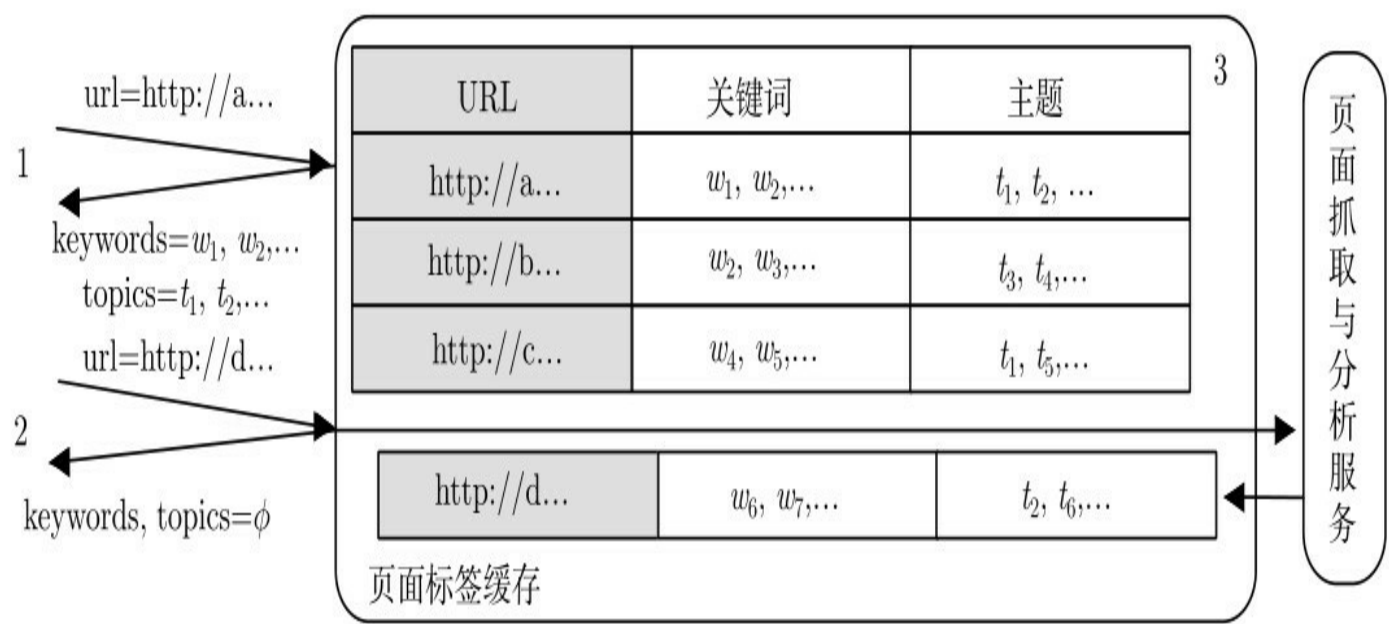 url=http://a…
1
keywords=w₁, w₂,…
topics=t₁, t₂,…
url=http://d…
2
keywords, topics=ϕ
3
URL 关键词 主题
http://a… w₁, w₂,… t₁, t₂, …
http://b… w₂, w₃,… t₃, t₄,…
http://c… w₄, w₅,… t₁, t₅,…
http://d… w₆, w₇,… t₂, t₆,…
页面标签缓存
页面抓取与分析服务